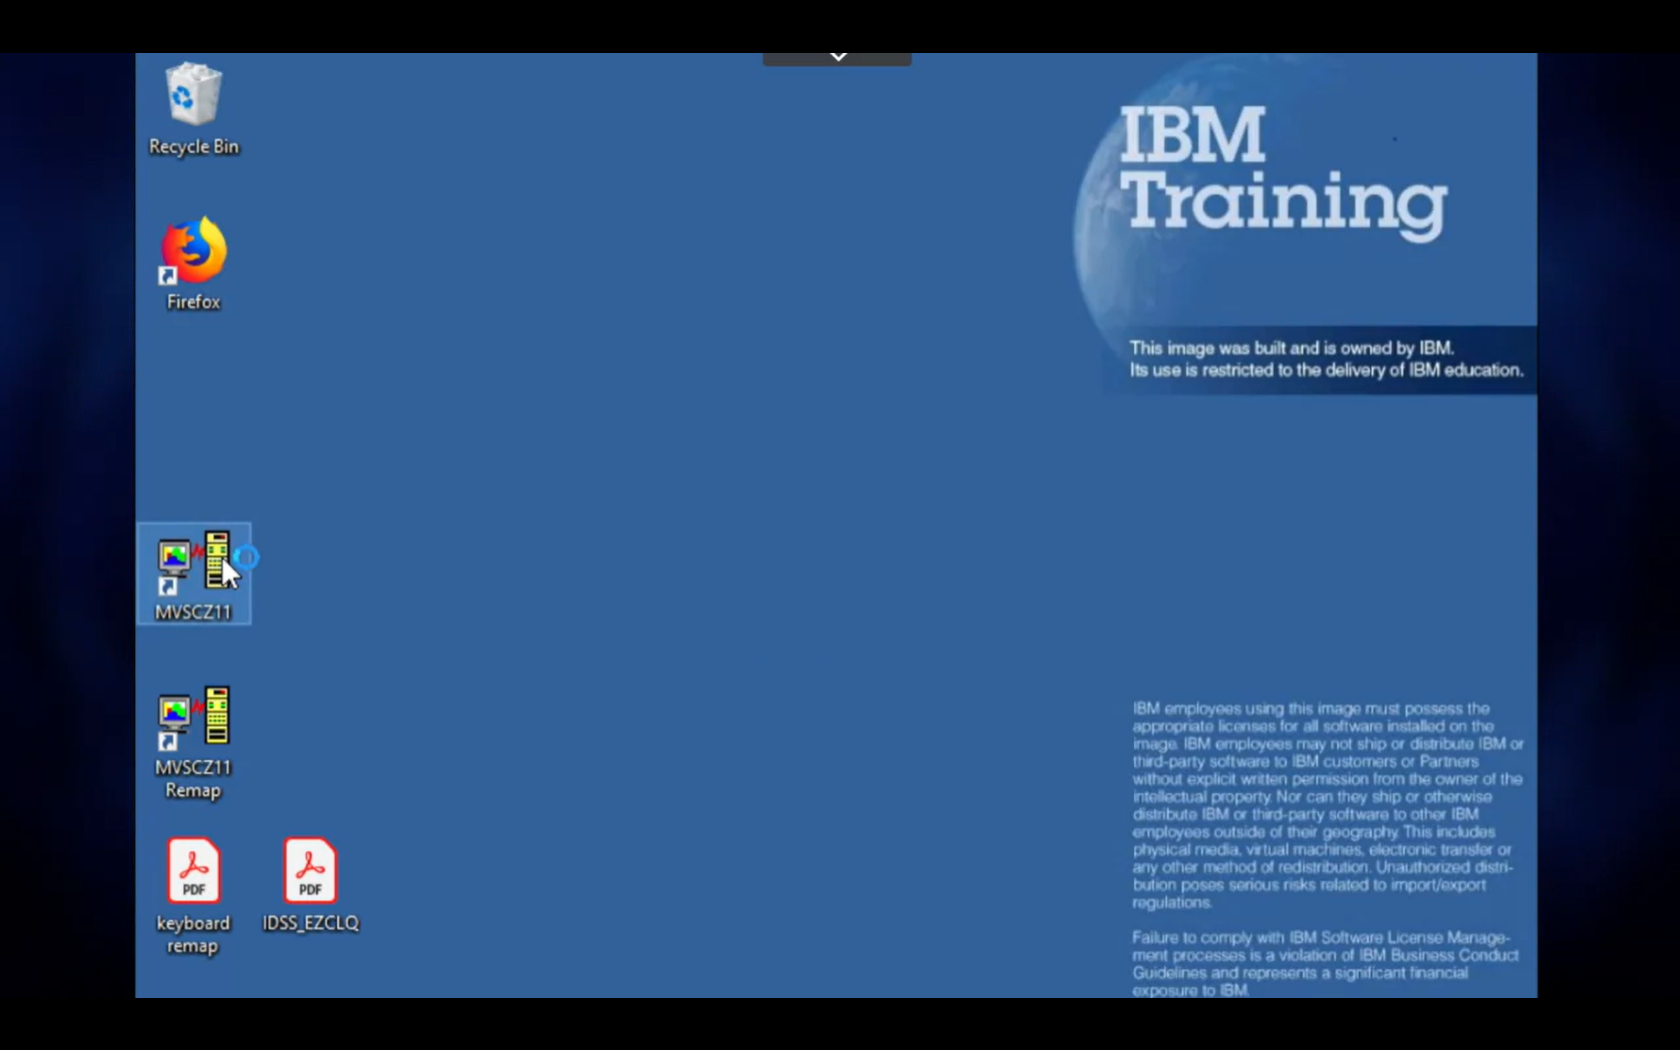 Recycle Bin
Firefox
MVSCZ11
MVSCZ11
Remap
PDF
keyboard
remap
PDF
IDSS_EZCLQ
IBM
Training
This image was built and is owned by IBM.
Its use is restricted to the delivery of IBM education.
IBM employees using this image must possess the
appropriate licenses for all software installed on the
image. IBM employees may not ship or distribute IBM or
third-party software to IBM customers or Partners
without explicit written permission from the owner of the
intellectual property. Nor can they ship or otherwise
distribute IBM or third-party software to other IBM
employees outside of their geography. This includes
physical media, virtual machines, electronic transfer or
any other method of redistribution. Unauthorized distri-
bution poses serious risks related to import/export
regulations.
Failure to comply with IBM Software License Manage-
ment processes is a violation of IBM Business Conduct
Guidelines and represents a significant financial
exposure to IBM.